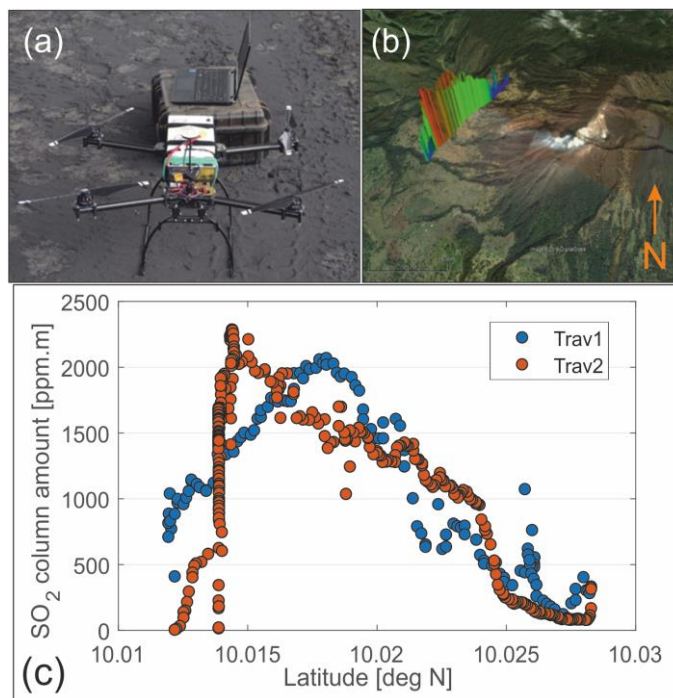 (a)
(b)
N
(c)
SO₂ column amount [ppm.m]
2500
2000
1500
1000
500
0
Trav1
Trav2
10.01
10.015
10.02
10.025
10.03
Latitude [deg N]